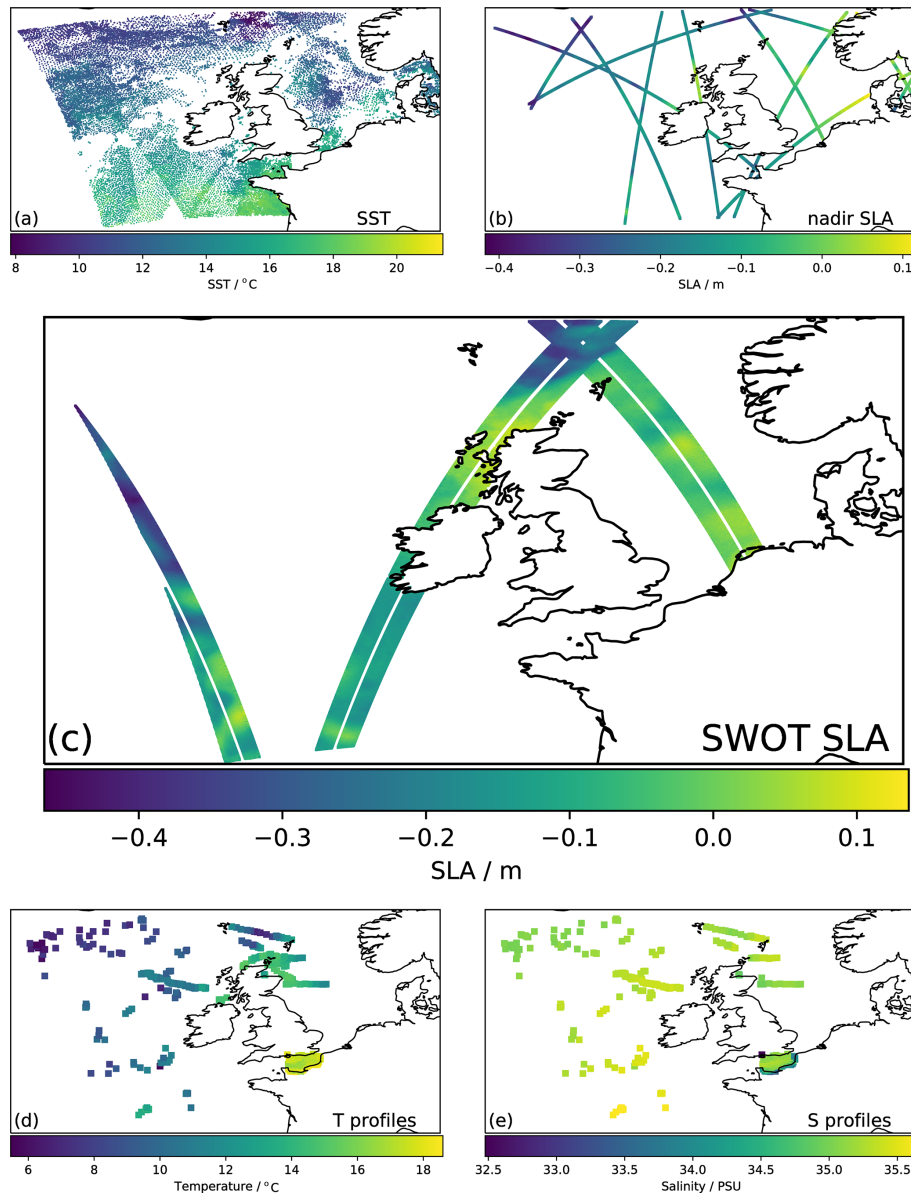 (a) SST
8 10 12 14 16 18 20
SST / °C
(b) nadir SLA
−0.4 −0.3 −0.2 −0.1 0.0 0.1
SLA / m
(c) SWOT SLA
−0.4 −0.3 −0.2 −0.1 0.0 0.1
SLA / m
(d) T profiles
6 8 10 12 14 16 18
Temperature / °C
(e) S profiles
32.5 33.0 33.5 34.0 34.5 35.0 35.5
Salinity / PSU